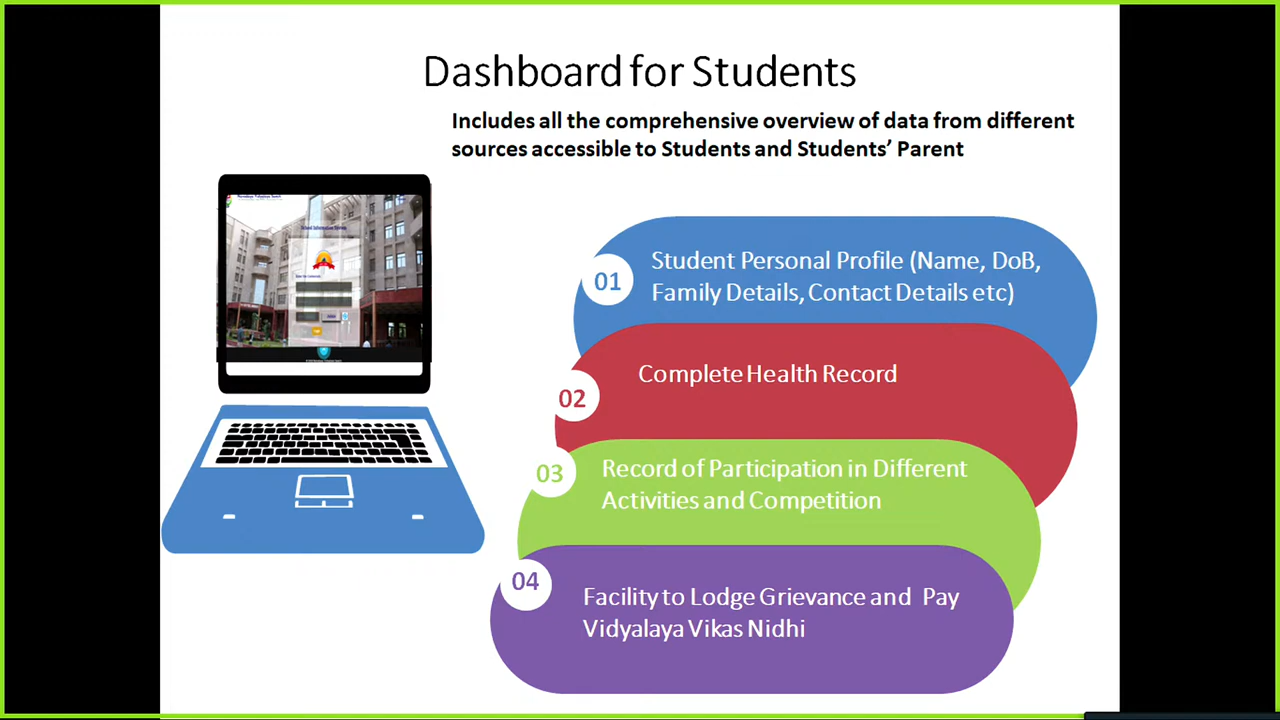 Dashboard for Students
Includes all the comprehensive overview of data from different
sources accessible to Students and Students’ Parent
01
Student Personal Profile (Name, DoB,
Family Details, Contact Details etc)
02
Complete Health Record
03
Record of Participation in Different
Activities and Competition
04
Facility to Lodge Grievance and Pay
Vidyalaya Vikas Nidhi